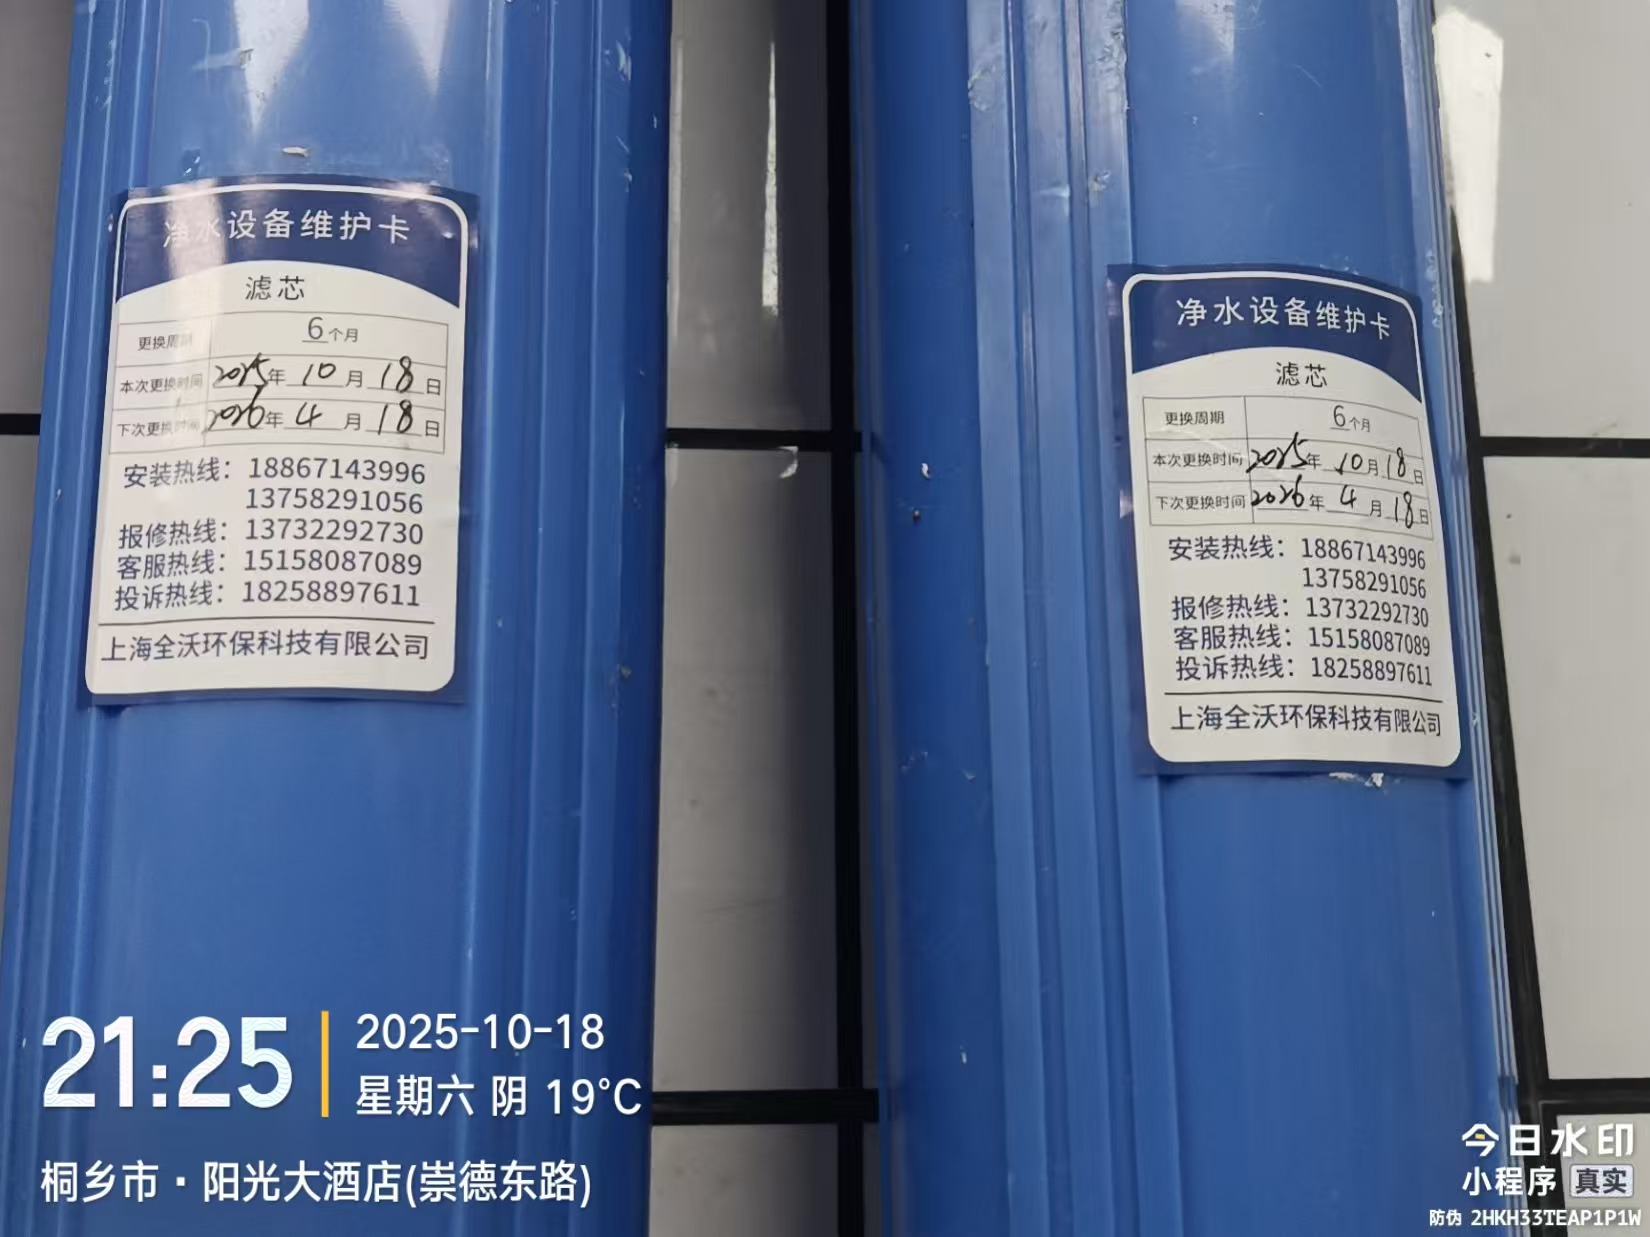 净水设备维护卡
滤芯
更换周期 6个月
本次更换时间 2025年 10月 18日
下次更换时间 2026年 4月 18日
安装热线：18867143996
13758291056
报修热线：13732292730
客服热线：15158087089
投诉热线：18258897611
上海全沃环保科技有限公司
净水设备维护卡
滤芯
更换周期 6个月
本次更换时间 2025年 10月 18日
下次更换时间 2026年 4月 18日
安装热线：18867143996
13758291056
报修热线：13732292730
客服热线：15158087089
投诉热线：18258897611
上海全沃环保科技有限公司
21:25
2025-10-18
星期六 阴 19°C
桐乡市·阳光大酒店(崇德东路)
今日水印
小程序 真实
防伪 2HKH33TEAP1P1W